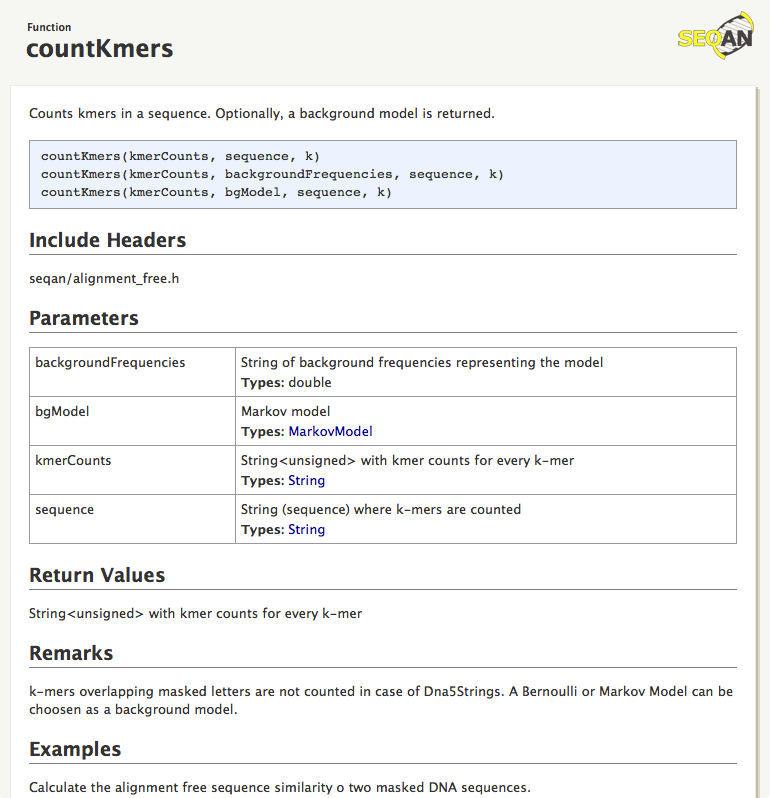 Function
countKmers
SEQAN
Counts kmers in a sequence. Optionally, a background model is returned.
countKmers(kmerCounts, sequence, k)
countKmers(kmerCounts, backgroundFrequencies, sequence, k)
countKmers(kmerCounts, bgModel, sequence, k)
Include Headers
seqan/alignment_free.h
Parameters
backgroundFrequencies
String of background frequencies representing the model
Types: double
bgModel
Markov model
Types: MarkovModel
kmerCounts
String<unsigned> with kmer counts for every k-mer
Types: String
sequence
String (sequence) where k-mers are counted
Types: String
Return Values
String<unsigned> with kmer counts for every k-mer
Remarks
k-mers overlapping masked letters are not counted in case of Dna5Strings. A Bernoulli or Markov Model can be
choosen as a background model.
Examples
Calculate the alignment free sequence similarity o two masked DNA sequences.